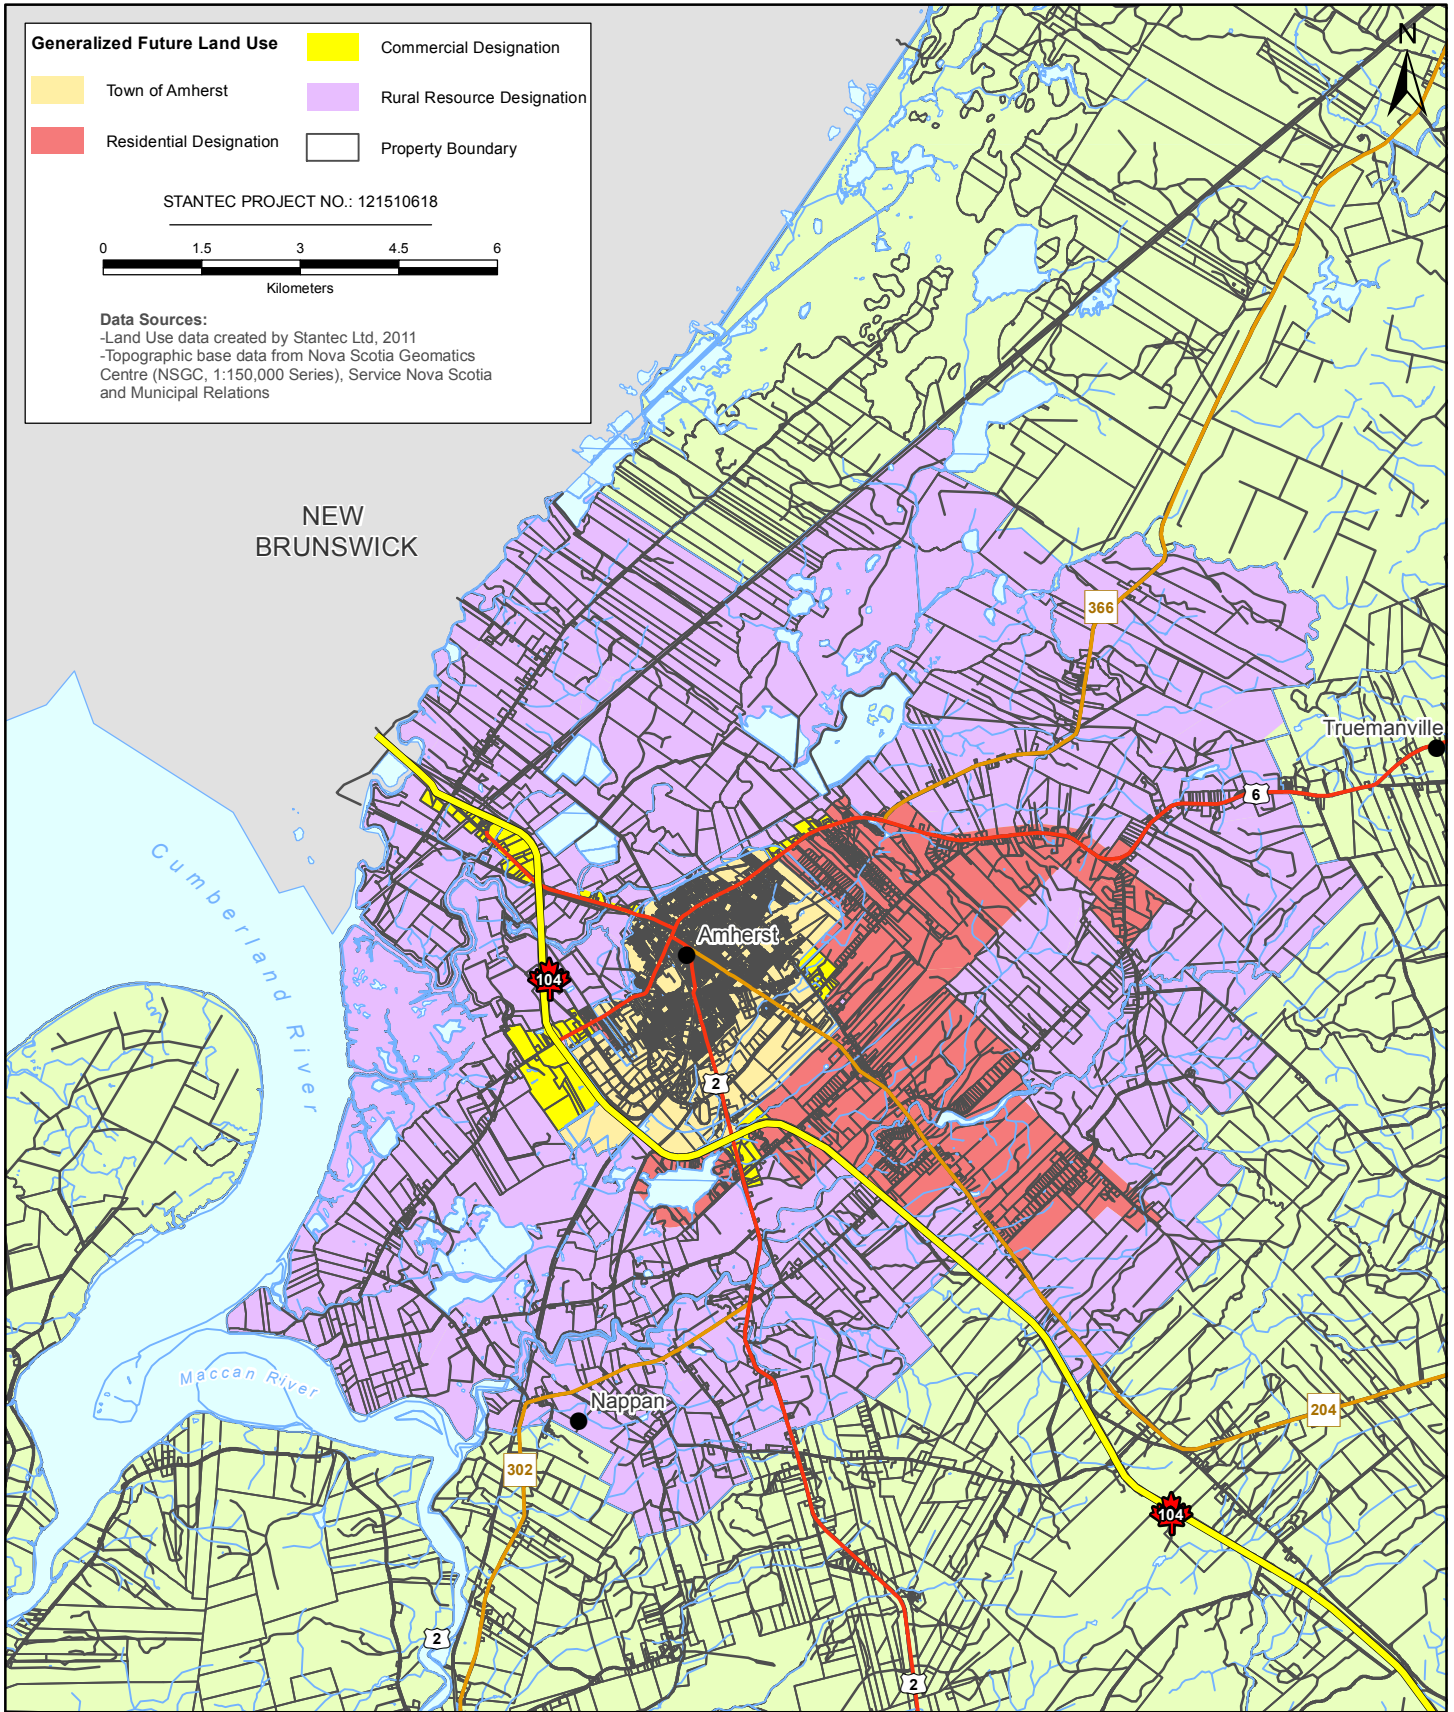 Generalized Future Land Use
Town of Amherst
Residential Designation
Commercial Designation
Rural Resource Designation
Property Boundary
STANTEC PROJECT NO.: 121510618
0 1.5 3 4.5 6
Kilometers
Data Sources:
-Land Use data created by Stantec Ltd, 2011
-Topographic base data from Nova Scotia Geomatics
Centre (NSGC, 1:150,000 Series), Service Nova Scotia
and Municipal Relations
N
NEW
BRUNSWICK
366
Truemanville
6
Cumberland River
Amherst
104
2
Maccan River
Nappan
204
302
104
2
2